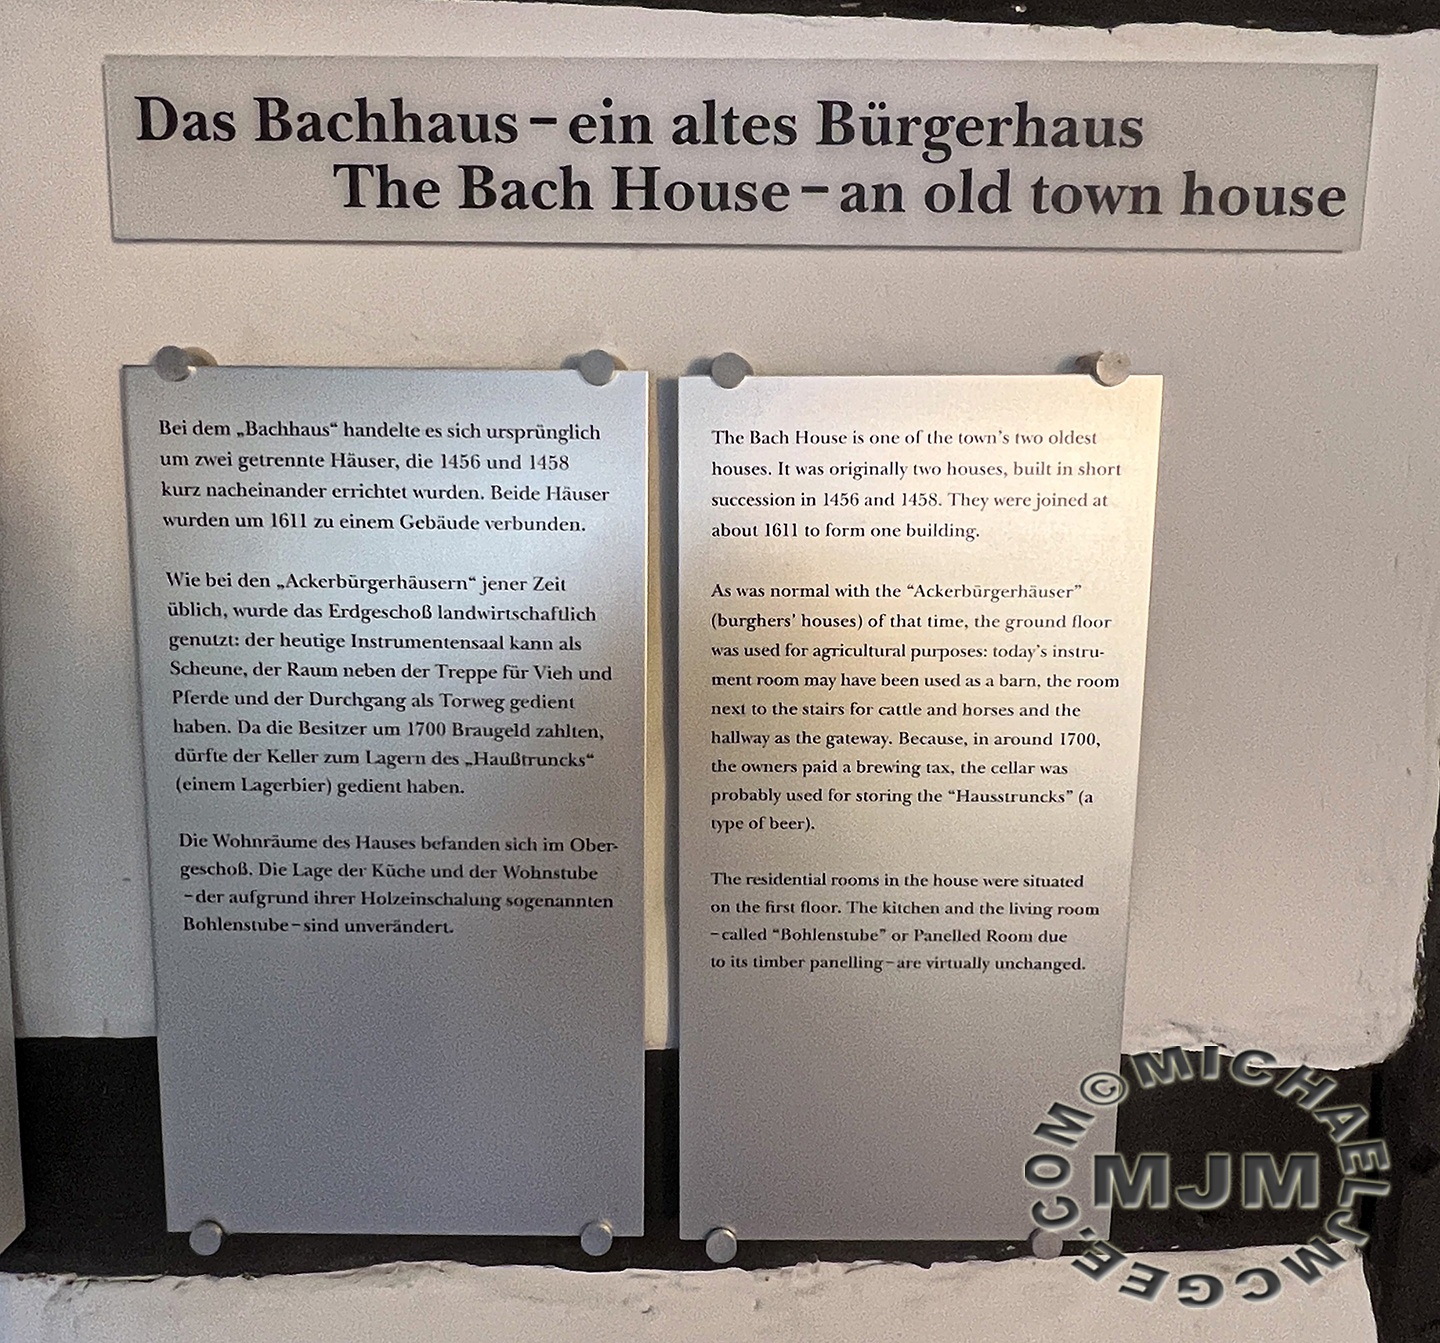 Das Bachhaus – ein altes Bürgerhaus
The Bach House – an old town house
Bei dem „Bachhaus“ handelte es sich ursprünglich
um zwei getrennte Häuser, die 1456 und 1458
kurz nacheinander errichtet wurden. Beide Häuser
wurden um 1611 zu einem Gebäude verbunden.
Wie bei den „Ackerbürgerhäusern“ jener Zeit
üblich, wurde das Erdgeschoß landwirtschaftlich
genutzt: der heutige Instrumentensaal kann als
Scheune, der Raum neben der Treppe für Vieh und
Pferde und der Durchgang als Torweg gedient
haben. Da die Besitzer um 1700 Braugeld zahlten,
dürfte der Keller zum Lagern des „Haußtruncks“
(einem Lagerbier) gedient haben.
Die Wohnräume des Hauses befanden sich im Ober-
geschoß. Die Lage der Küche und der Wohnstube
– der aufgrund ihrer Holzeinschalung sogenannten
Bohlenstube – sind unverändert.
The Bach House is one of the town’s two oldest
houses. It was originally two houses, built in short
succession in 1456 and 1458. They were joined at
about 1611 to form one building.
As was normal with the “Ackerbürgerhäuser”
(burghers’ houses) of that time, the ground floor
was used for agricultural purposes: today’s instru-
ment room may have been used as a barn, the room
next to the stairs for cattle and horses and the
hallway as the gateway. Because, in around 1700,
the owners paid a brewing tax, the cellar was
probably used for storing the “Hausstruncks” (a
type of beer).
The residential rooms in the house were situated
on the first floor. The kitchen and the living room
– called “Bohlenstube” or Panelled Room due
to its timber panelling – are virtually unchanged.
© MICHAELJMCGEE.COM
MJM